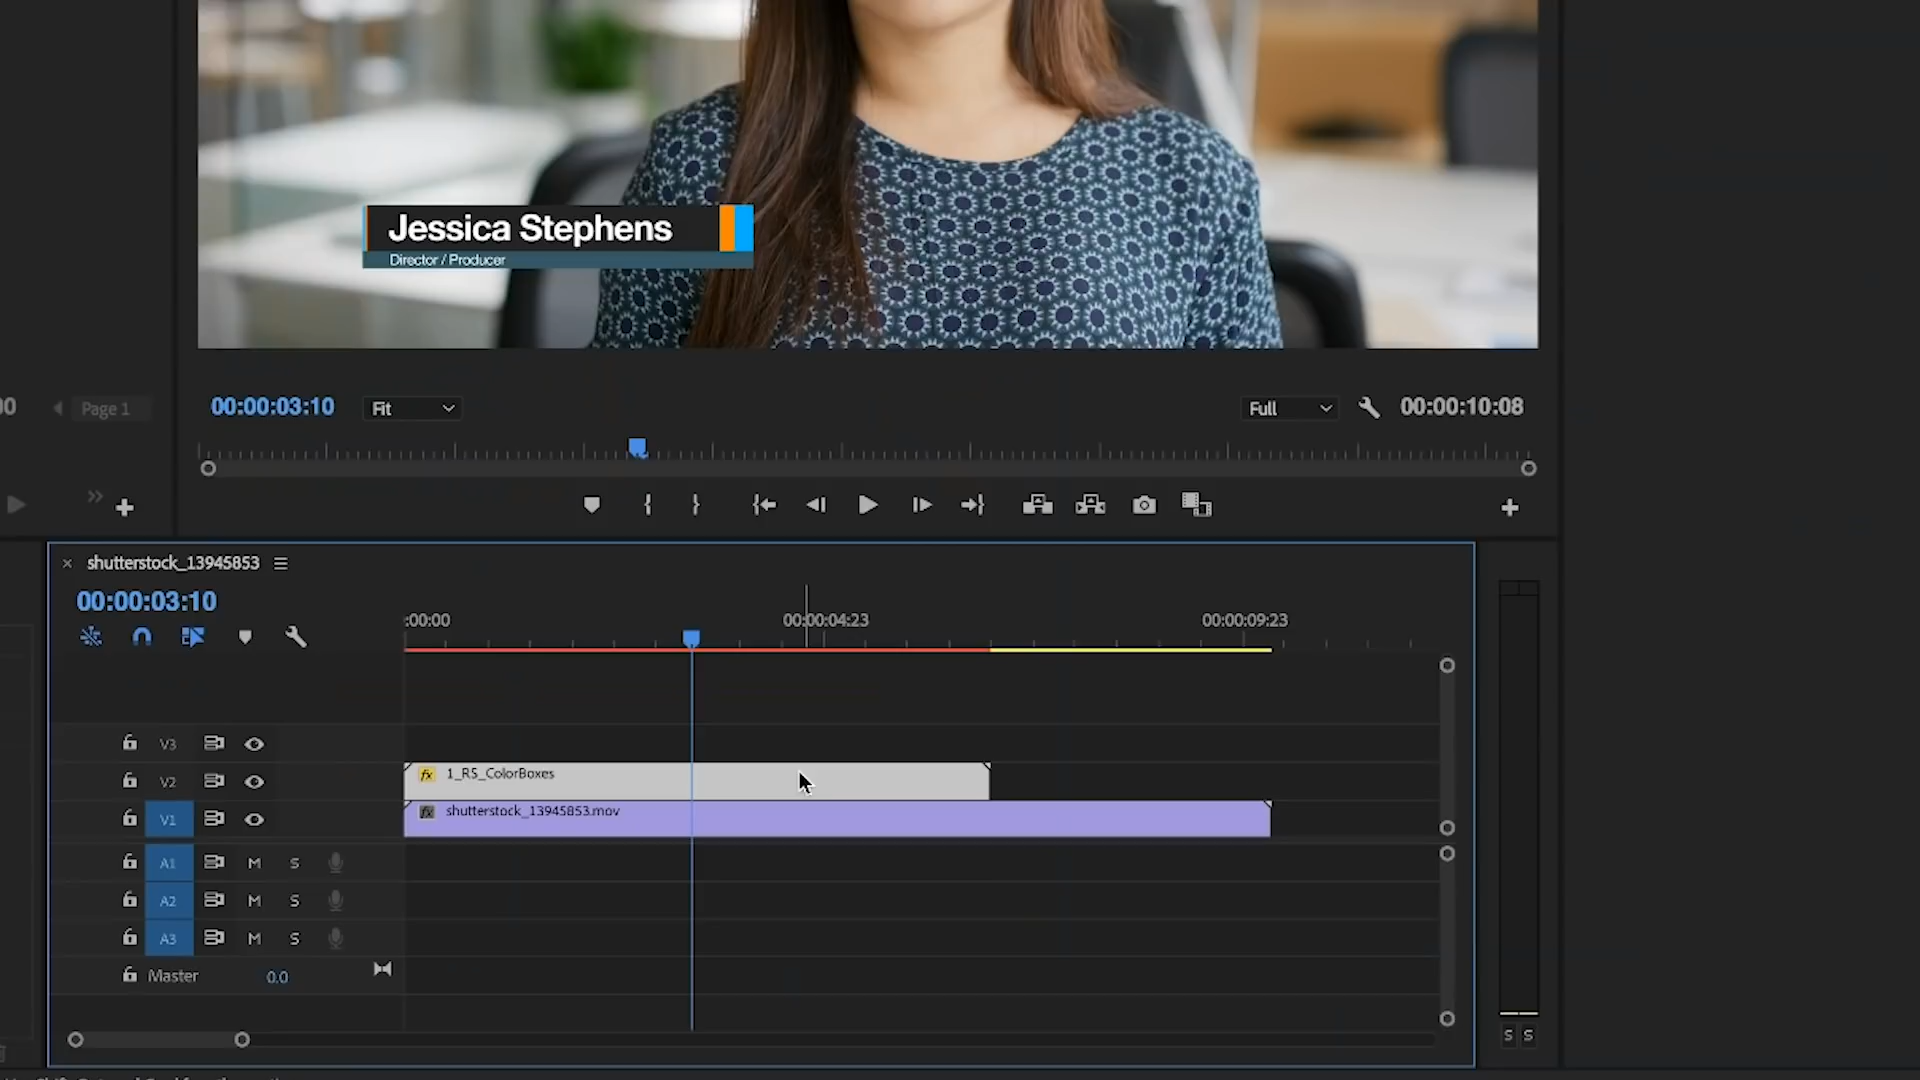 Jessica Stephens
Director / Producer
00
Page 1
00:00:03:10
Fit
Full
00:00:10:08
shutterstock_13945853
00:00:03:10
:00:00
00:00:04:23
00:00:09:23
V3
V2
fx 1_RS_ColorBoxes
V1
fx shutterstock_13945853.mov
A1 M S
A2 M S
A3 M S
Master 0.0
S S